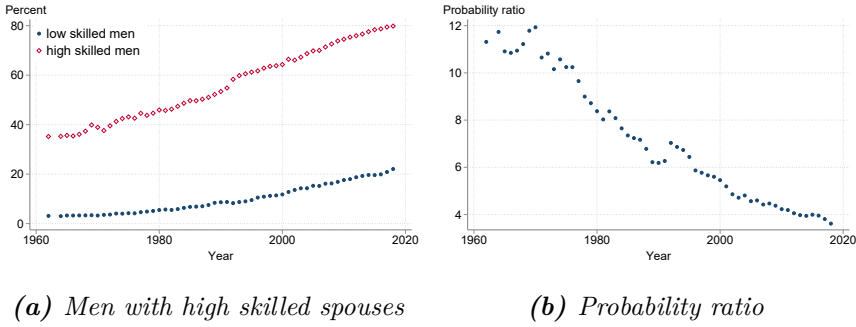 Percent
low skilled men
high skilled men
80
60
40
20
0
1960
1980
2000
2020
Year
(a) Men with high skilled spouses
Probability ratio
12
10
8
6
4
1960
1980
2000
2020
Year
(b) Probability ratio